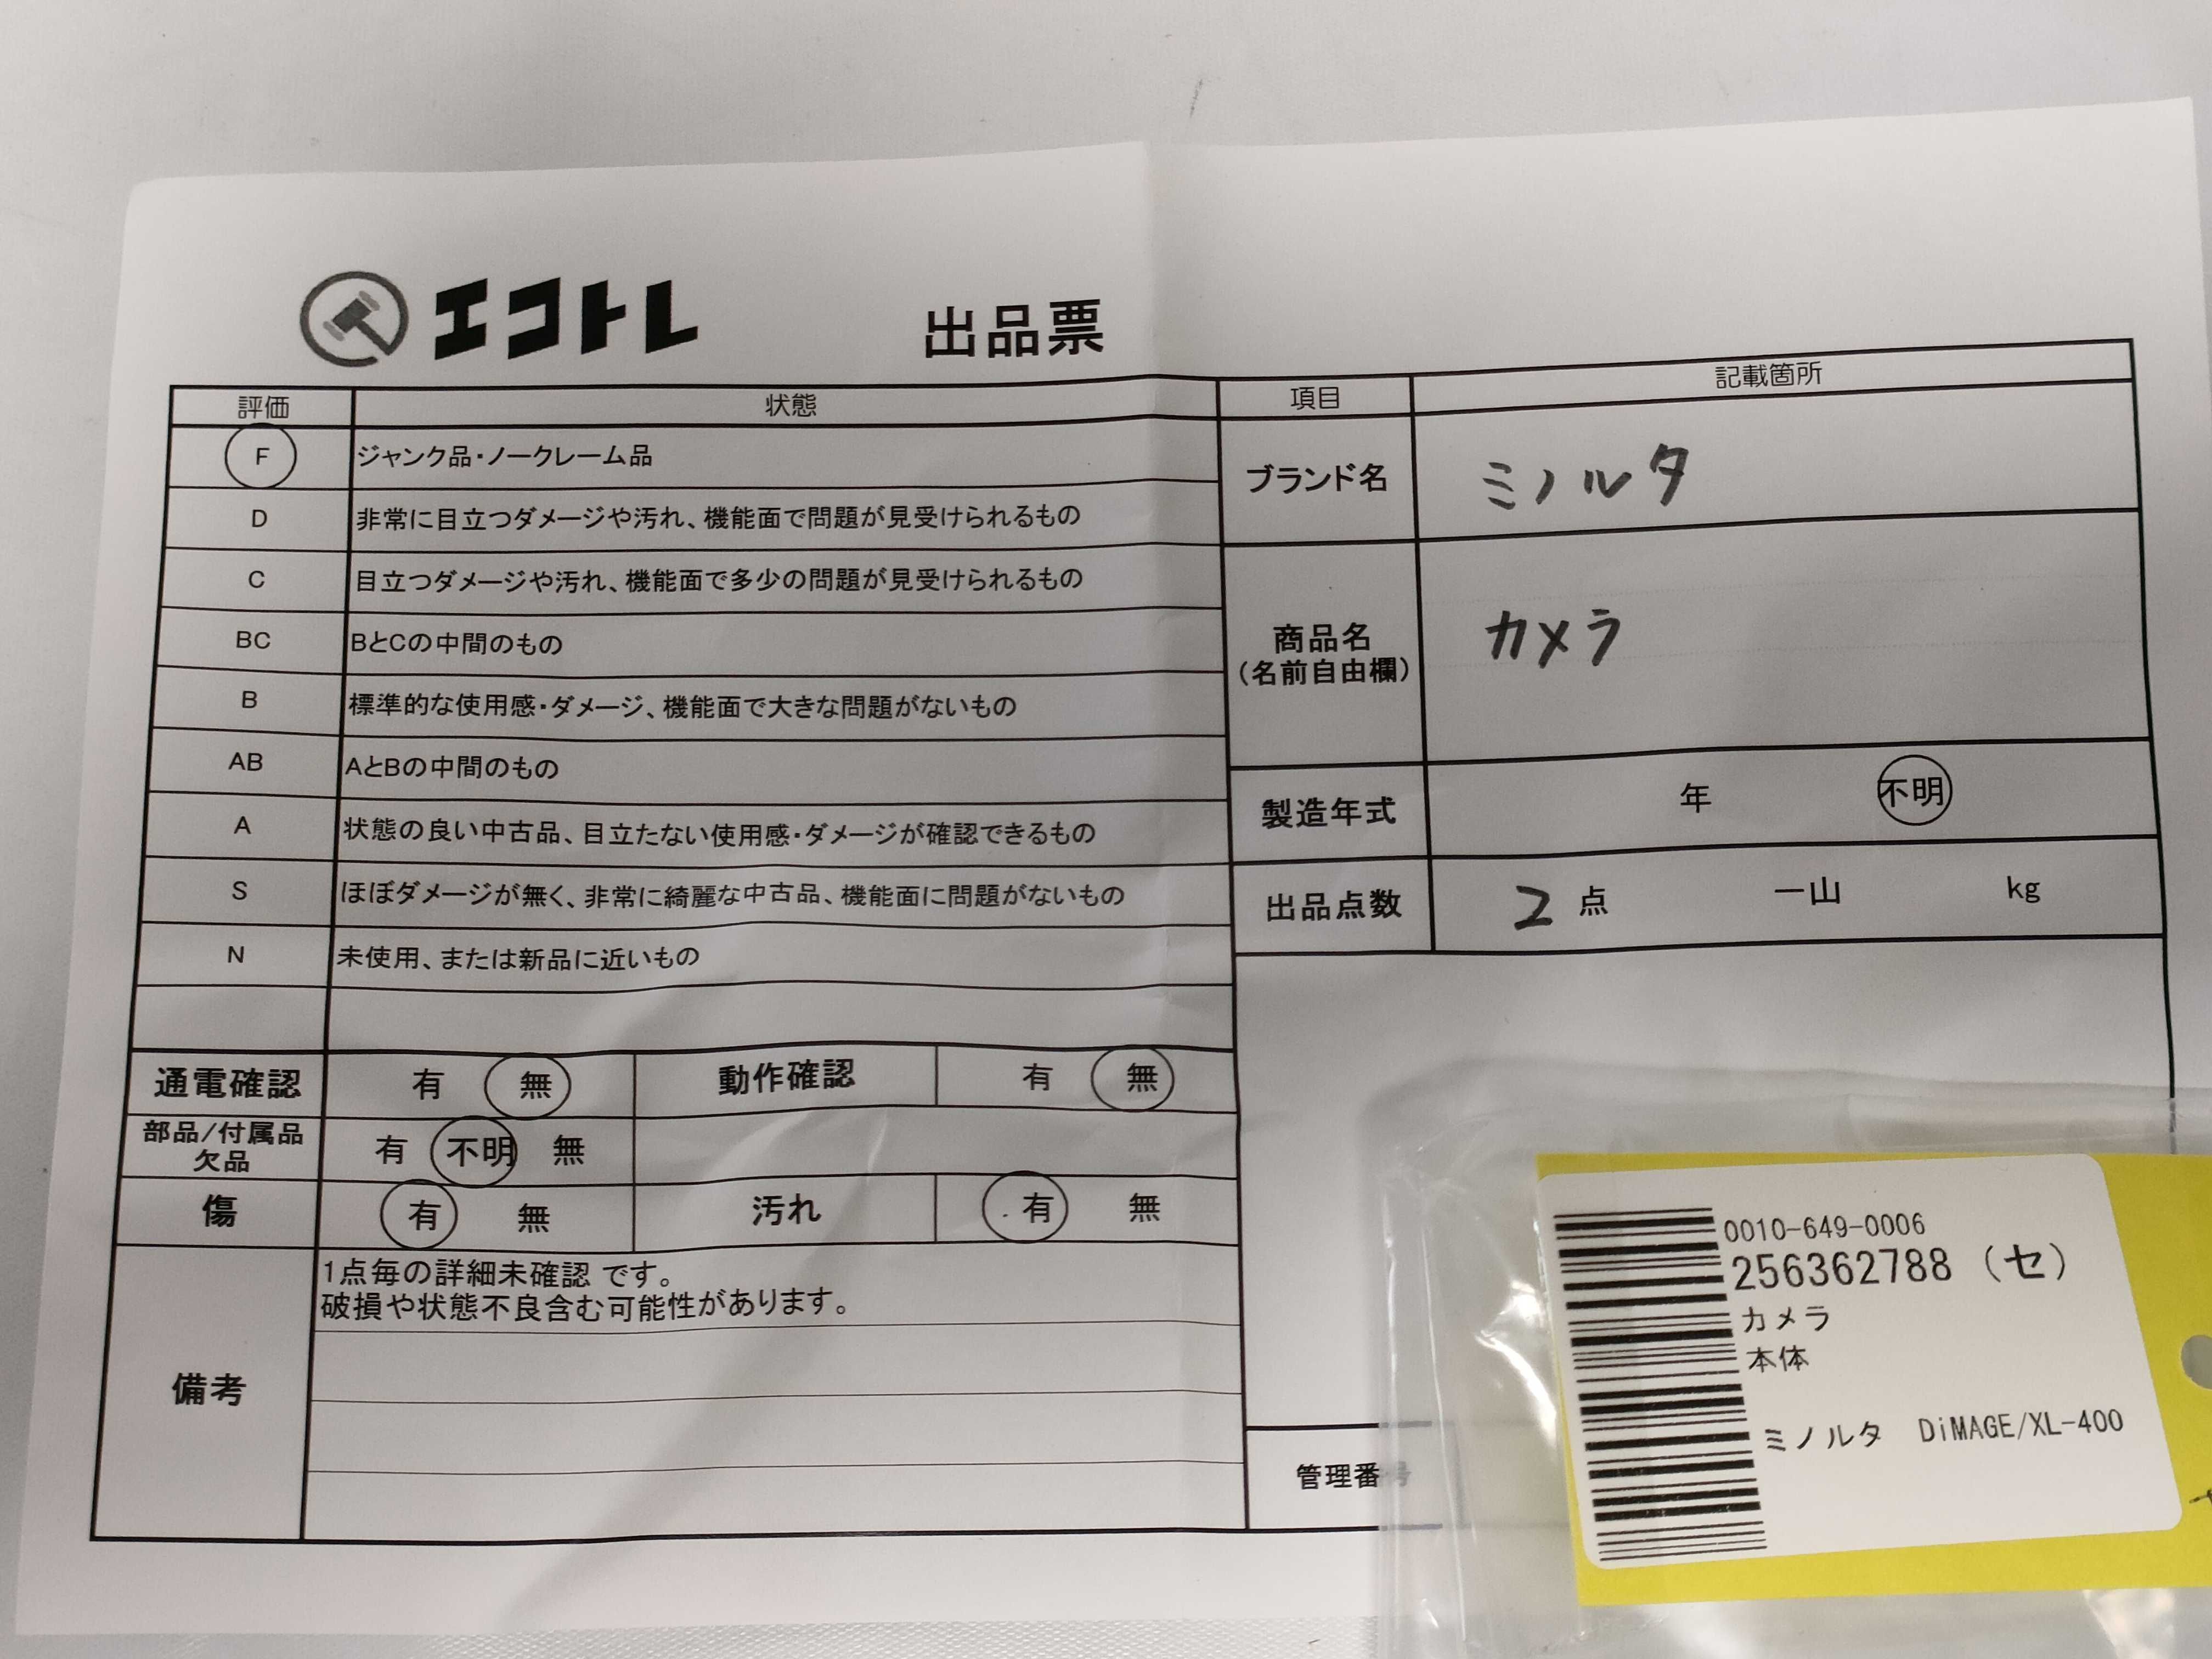 エコトレ 出品票
評価 状態
F ジャンク品・ノークレーム品
D 非常に目立つダメージや汚れ、機能面で問題が見受けられるもの
C 目立つダメージや汚れ、機能面で多少の問題が見受けられるもの
BC BとCの中間のもの
B 標準的な使用感・ダメージ、機能面で大きな問題がないもの
AB AとBの中間のもの
A 状態の良い中古品、目立たない使用感・ダメージが確認できるもの
S ほぼダメージが無く、非常に綺麗な中古品、機能面に問題がないもの
N 未使用、または新品に近いもの
通電確認 有 無 動作確認 有 無
部品/付属品
欠品 有 不明 無
傷 有 無 汚れ 有 無
備考
1点毎の詳細未確認 です。
破損や状態不良含む可能性があります。
項目 記載箇所
ブランド名 ミノルタ
商品名
(名前自由欄) カメラ
製造年式 年 不明
出品点数 2 点 一山 kg
管理番号
0010-649-0006
256362788 (セ)
カメラ
本体
ミノルタ DiMAGE/XL-400